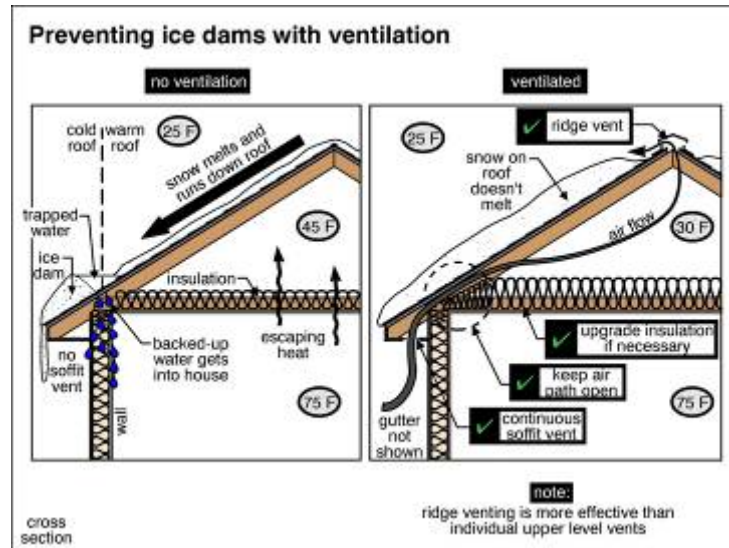 Preventing ice dams with ventilation
no ventilation
cold roof
warm roof
25 F
snow melts and
runs down roof
trapped
water
ice
dam
45 F
insulation
no
soffit
vent
backed-up
water gets
into house
escaping
heat
wall
75 F
cross
section
ventilated
25 F
✓ ridge vent
snow on
roof
doesn't
melt
air flow
30 F
✓ upgrade insulation
if necessary
✓ keep air
path open
✓ continuous
soffit vent
gutter
not
shown
75 F
note:
ridge venting is more effective than
individual upper level vents